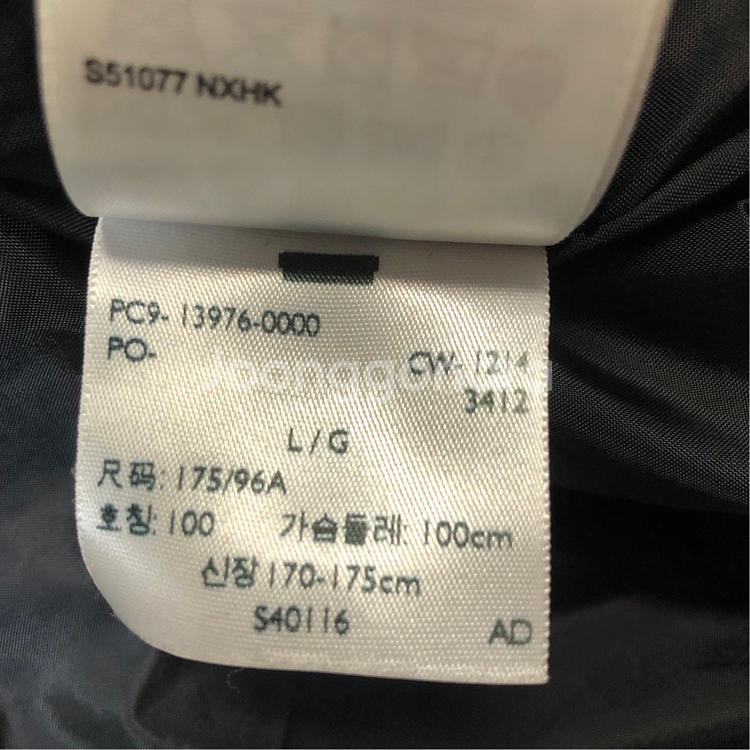 S51077 NXHK
PC9- 13976-0000
PO-
CW- 1214
3412
L / G
尺码: 175/96A
호칭: 100 가슴둘레: 100cm
신장 170-175cm
S40116
AD